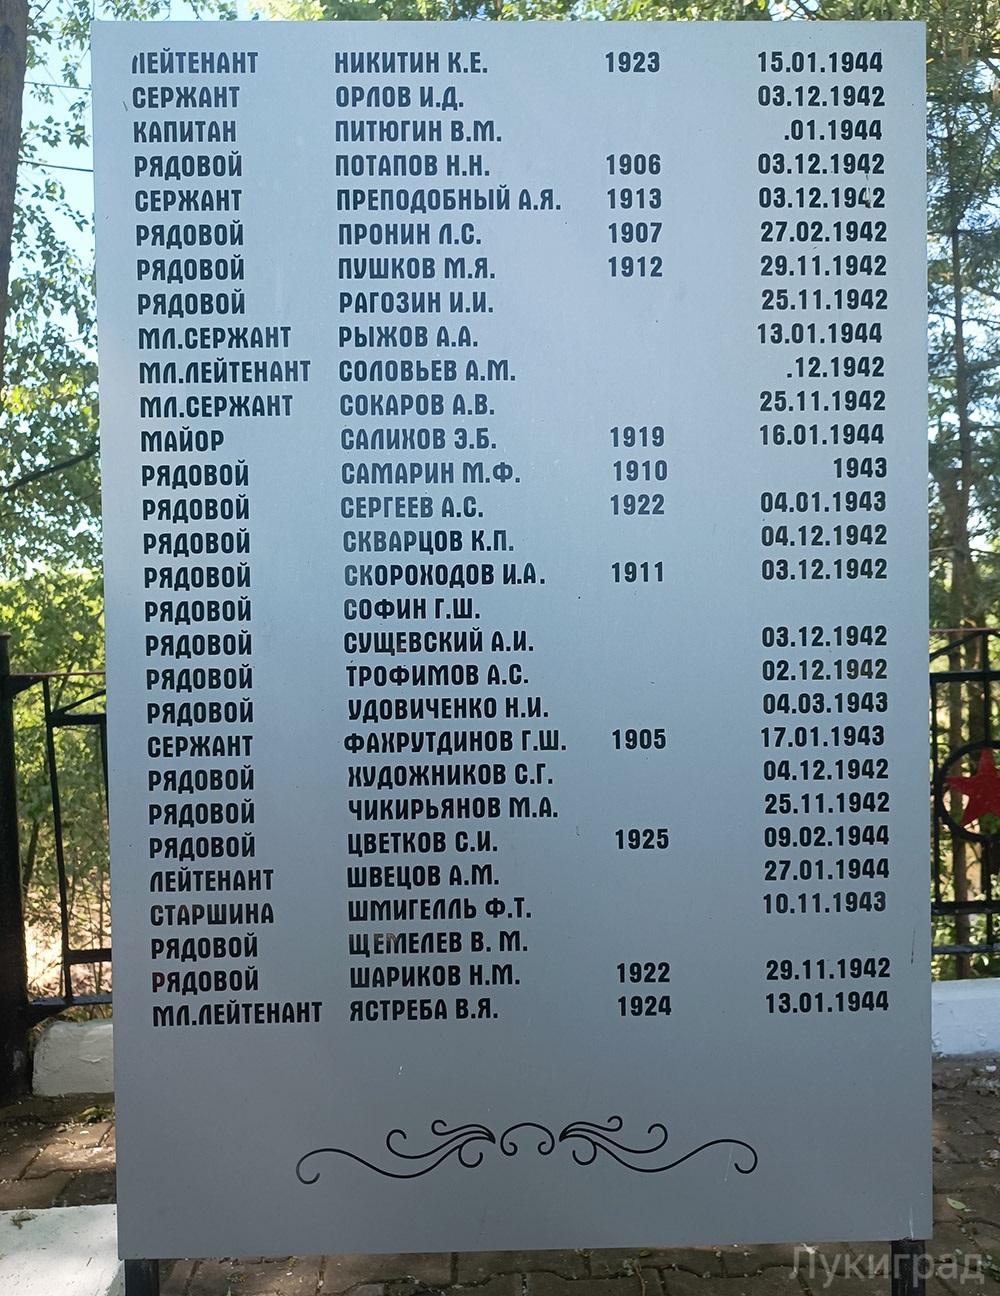 ЛЕЙТЕНАНТ НИКИТИН К.Е. 1923 15.01.1944
СЕРЖАНТ ОРЛОВ И.Д. 03.12.1942
КАПИТАН ПИТЮГИН В.М. .01.1944
РЯДОВОЙ ПОТАПОВ Н.Н. 1906 03.12.1942
СЕРЖАНТ ПРЕПОДОБНЫЙ А.Я. 1913 03.12.1942
РЯДОВОЙ ПРОНИН Л.С. 1907 27.02.1942
РЯДОВОЙ ПУШКОВ М.Я. 1912 29.11.1942
РЯДОВОЙ РАГОЗИН И.И. 25.11.1942
МЛ.СЕРЖАНТ РЫЖОВ А.А. 13.01.1944
МЛ.ЛЕЙТЕНАНТ СОЛОВЬЕВ А.М. .12.1942
МЛ.СЕРЖАНТ СОКАРОВ А.В. 25.11.1942
МАЙОР САЛИХОВ Э.Б. 1919 16.01.1944
РЯДОВОЙ САМАРИН М.Ф. 1910 1943
РЯДОВОЙ СЕРГЕЕВ А.С. 1922 04.01.1943
РЯДОВОЙ СКВАРЦОВ К.П. 04.12.1942
РЯДОВОЙ СКОРОХОДОВ И.А. 1911 03.12.1942
РЯДОВОЙ СОФИН Г.Ш.
РЯДОВОЙ СУЩЕВСКИЙ А.И. 03.12.1942
РЯДОВОЙ ТРОФИМОВ А.С. 02.12.1942
РЯДОВОЙ УДОВИЧЕНКО Н.И. 04.03.1943
СЕРЖАНТ ФАХРУТДИНОВ Г.Ш. 1905 17.01.1943
РЯДОВОЙ ХУДОЖНИКОВ С.Г. 04.12.1942
РЯДОВОЙ ЧИКИРЬЯНОВ М.А. 25.11.1942
РЯДОВОЙ ЦВЕТКОВ С.И. 1925 09.02.1944
ЛЕЙТЕНАНТ ШВЕЦОВ А.М. 27.01.1944
СТАРШИНА ШМИГЕЛЛЬ Ф.Т. 10.11.1943
РЯДОВОЙ ЩЕМЕЛЕВ В. М.
РЯДОВОЙ ШАРИКОВ Н.М. 1922 29.11.1942
МЛ.ЛЕЙТЕНАНТ ЯСТРЕБА В.Я. 1924 13.01.1944
Лукиград